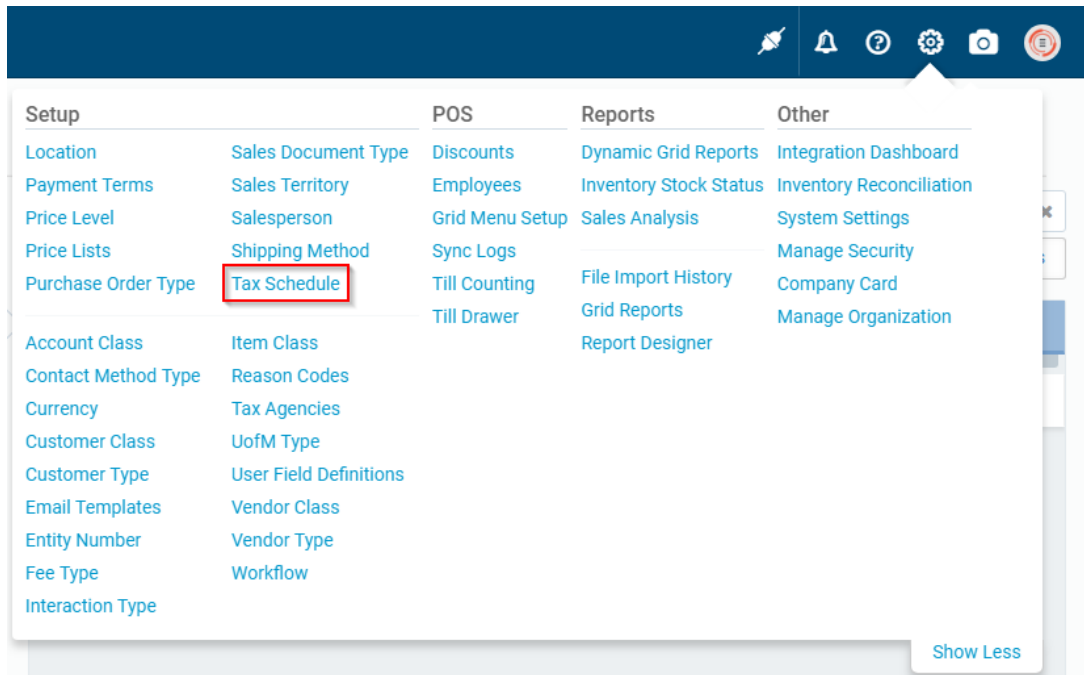 Setup
Location
Payment Terms
Price Level
Price Lists
Purchase Order Type
Account Class
Contact Method Type
Currency
Customer Class
Customer Type
Email Templates
Entity Number
Fee Type
Interaction Type
Sales Document Type
Sales Territory
Salesperson
Shipping Method
Tax Schedule
Item Class
Reason Codes
Tax Agencies
UofM Type
User Field Definitions
Vendor Class
Vendor Type
Workflow
POS
Discounts
Employees
Grid Menu Setup
Sync Logs
Till Counting
Till Drawer
Reports
Dynamic Grid Reports
Inventory Stock Status
Sales Analysis
File Import History
Grid Reports
Report Designer
Other
Integration Dashboard
Inventory Reconciliation
System Settings
Manage Security
Company Card
Manage Organization
Show Less